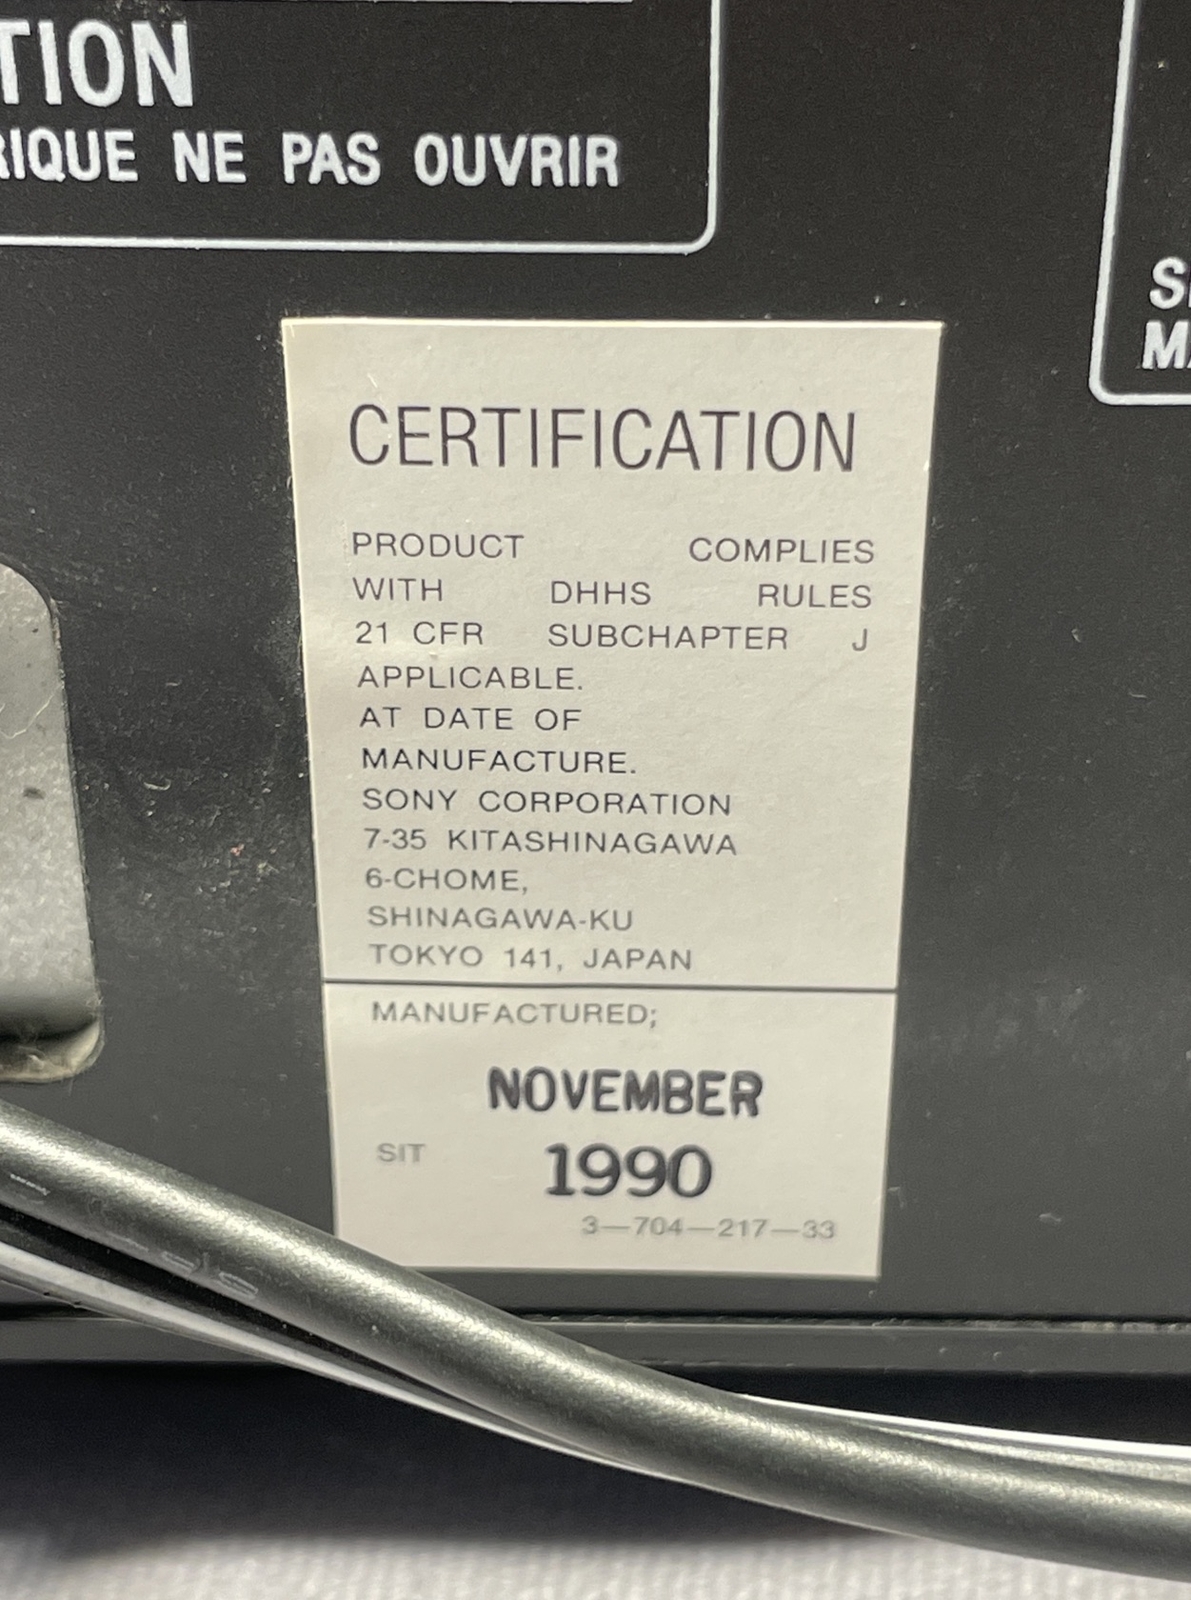 TION
RIQUE NE PAS OUVRIR
CERTIFICATION
PRODUCT COMPLIES
WITH DHHS RULES
21 CFR SUBCHAPTER J
APPLICABLE.
AT DATE OF
MANUFACTURE.
SONY CORPORATION
7-35 KITASHINAGAWA
6-CHOME,
SHINAGAWA-KU
TOKYO 141, JAPAN
MANUFACTURED;
NOVEMBER
SIT 1990
3-704-217-33